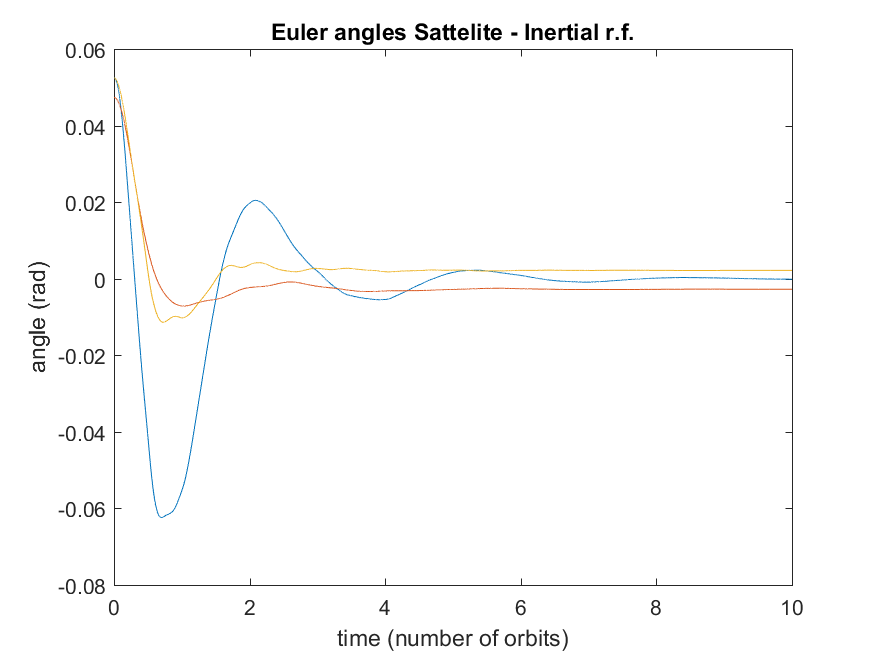 Euler angles Sattelite - Inertial r.f.
0.06
0.04
0.02
0
-0.02
-0.04
-0.06
-0.08
angle (rad)
0 2 4 6 8 10
time (number of orbits)